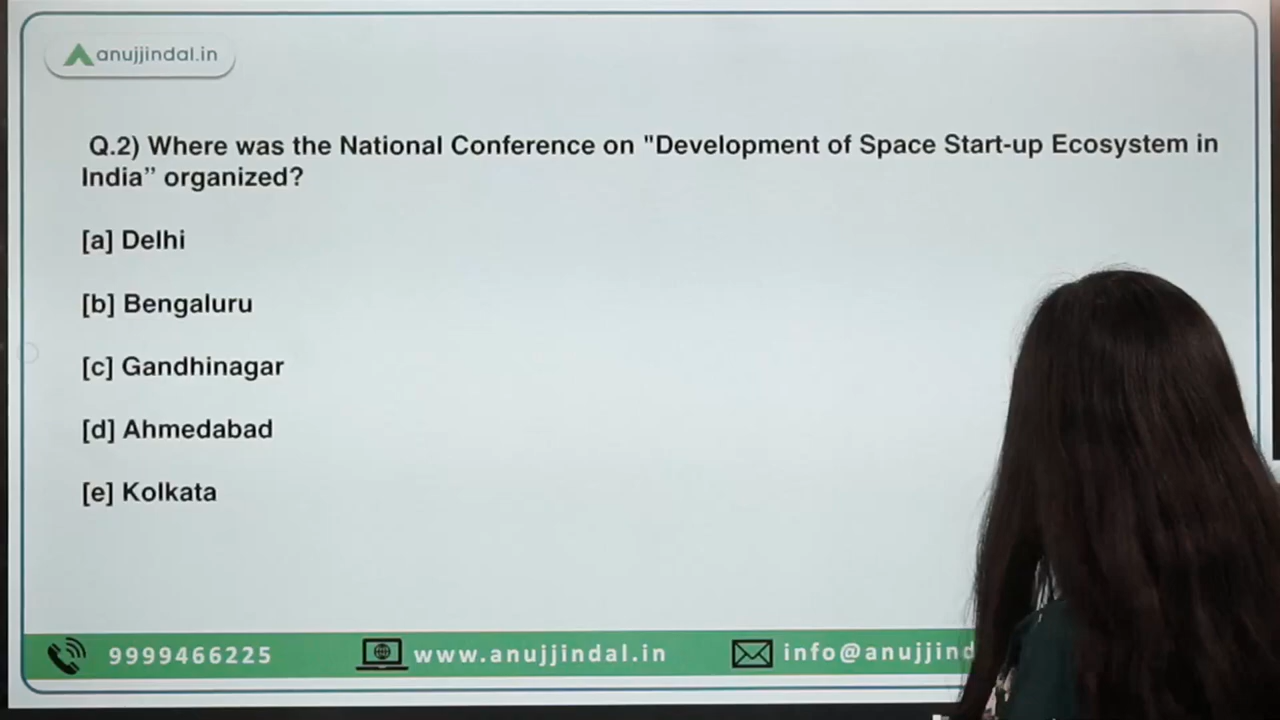 anujjindal.in
Q.2) Where was the National Conference on "Development of Space Start-up Ecosystem in
India” organized?
[a] Delhi
[b] Bengaluru
[c] Gandhinagar
[d] Ahmedabad
[e] Kolkata
9999466225 www.anujjindal.in info@anujjind